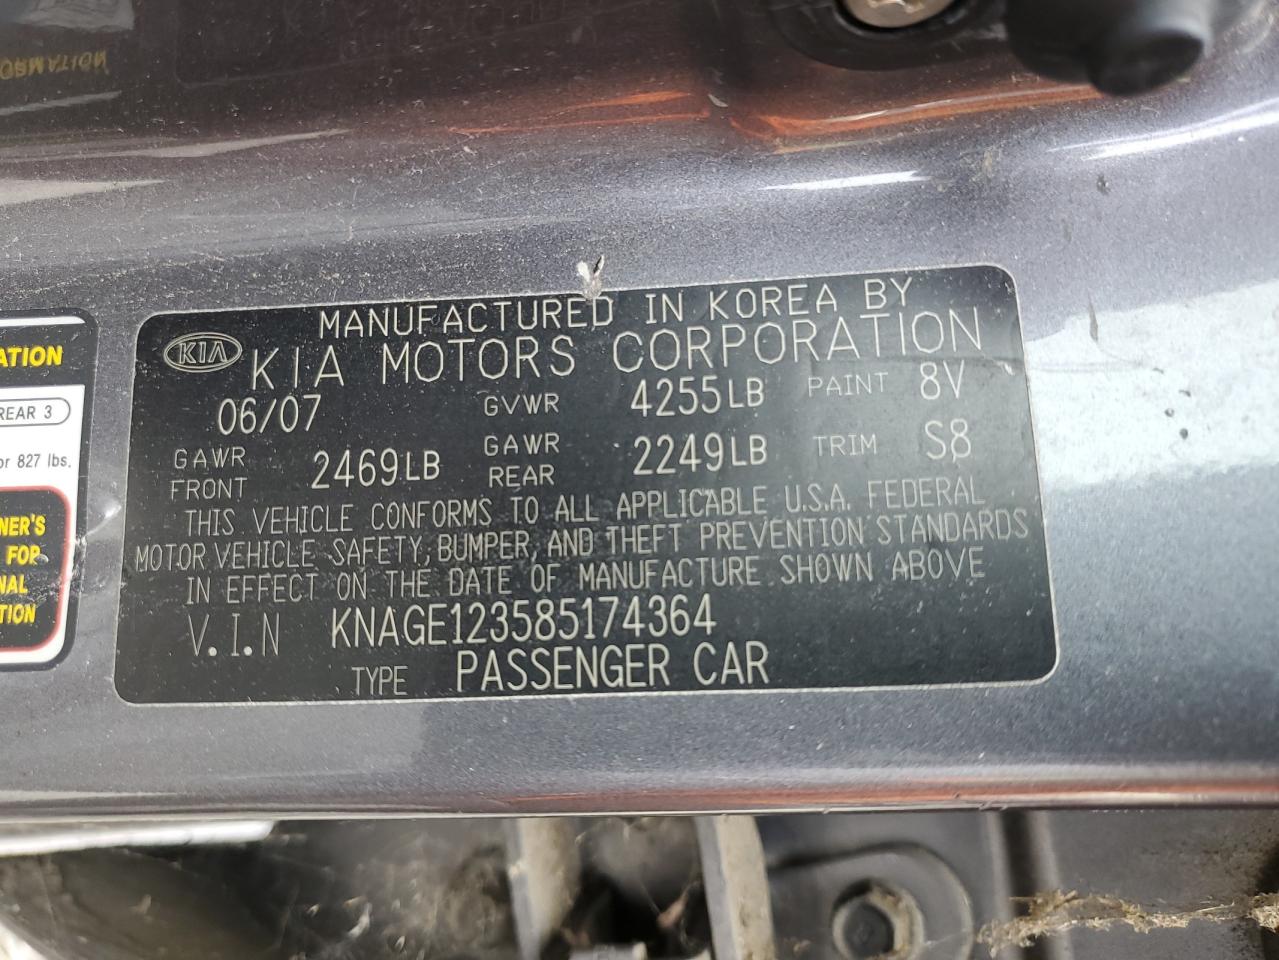 ORMATION
ATION
REAR 3
or 827 lbs.
NER'S
FOR
NAL
TION
MANUFACTURED IN KOREA BY
KIA KIA MOTORS CORPORATION
06/07 GVWR 4255LB PAINT 8V
GAWR FRONT 2469LB GAWR REAR 2249LB TRIM S8
THIS VEHICLE CONFORMS TO ALL APPLICABLE U.S.A. FEDERAL
MOTOR VEHICLE SAFETY, BUMPER, AND THEFT PREVENTION STANDARDS
IN EFFECT ON THE DATE OF MANUFACTURE SHOWN ABOVE
V.I.N KNAGE123585174364
TYPE PASSENGER CAR